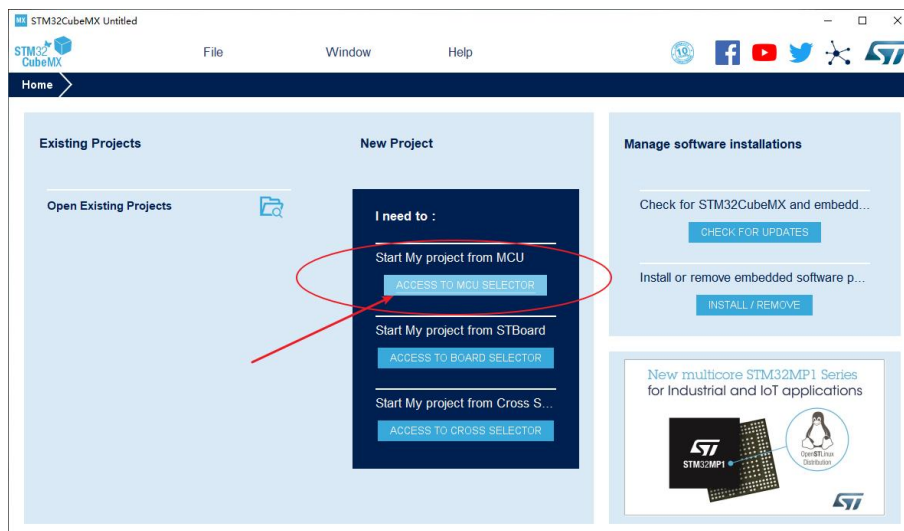 MX STM32CubeMX Untitled
STM32
CubeMX
File
Window
Help
10
Home
Existing Projects
Open Existing Projects
New Project
I need to :
Start My project from MCU
ACCESS TO MCU SELECTOR
Start My project from STBoard
ACCESS TO BOARD SELECTOR
Start My project from Cross S...
ACCESS TO CROSS SELECTOR
Manage software installations
Check for STM32CubeMX and embedd...
CHECK FOR UPDATES
Install or remove embedded software p...
INSTALL / REMOVE
New multicore STM32MP1 Series
for Industrial and IoT applications
STM32MP1
OpenSTLinux
Distribution